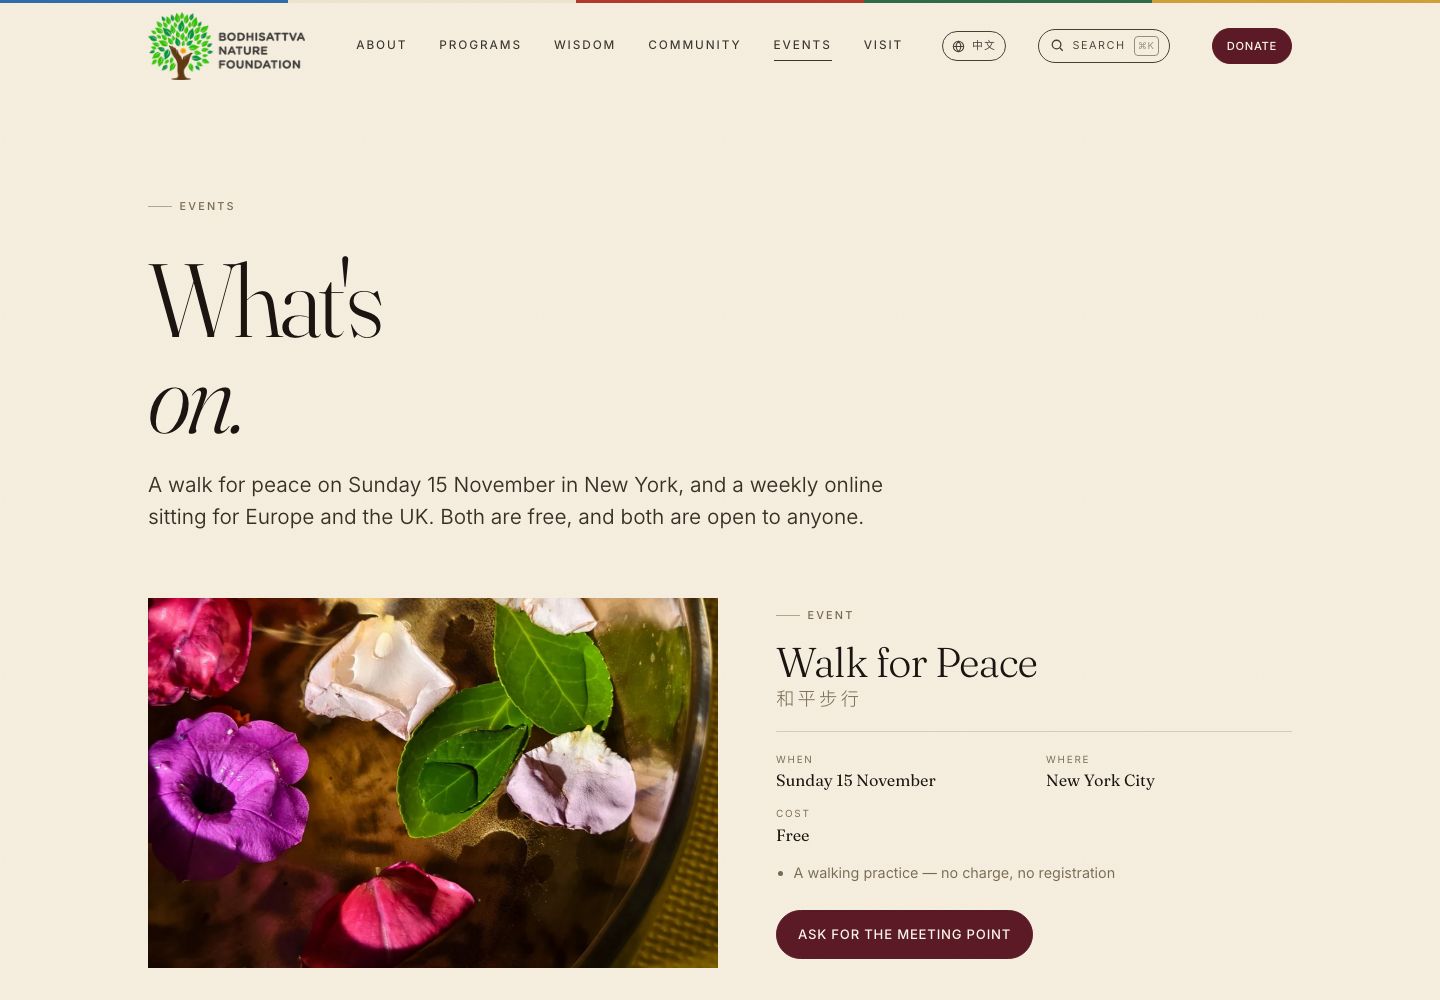 BODHISATTVA
NATURE
FOUNDATION
ABOUT
PROGRAMS
WISDOM
COMMUNITY
EVENTS
VISIT
中文
SEARCH ⌘K
DONATE
EVENTS
What's
on.
A walk for peace on Sunday 15 November in New York, and a weekly online
sitting for Europe and the UK. Both are free, and both are open to anyone.
EVENT
Walk for Peace
和平步行
WHEN
Sunday 15 November
WHERE
New York City
COST
Free
• A walking practice — no charge, no registration
ASK FOR THE MEETING POINT